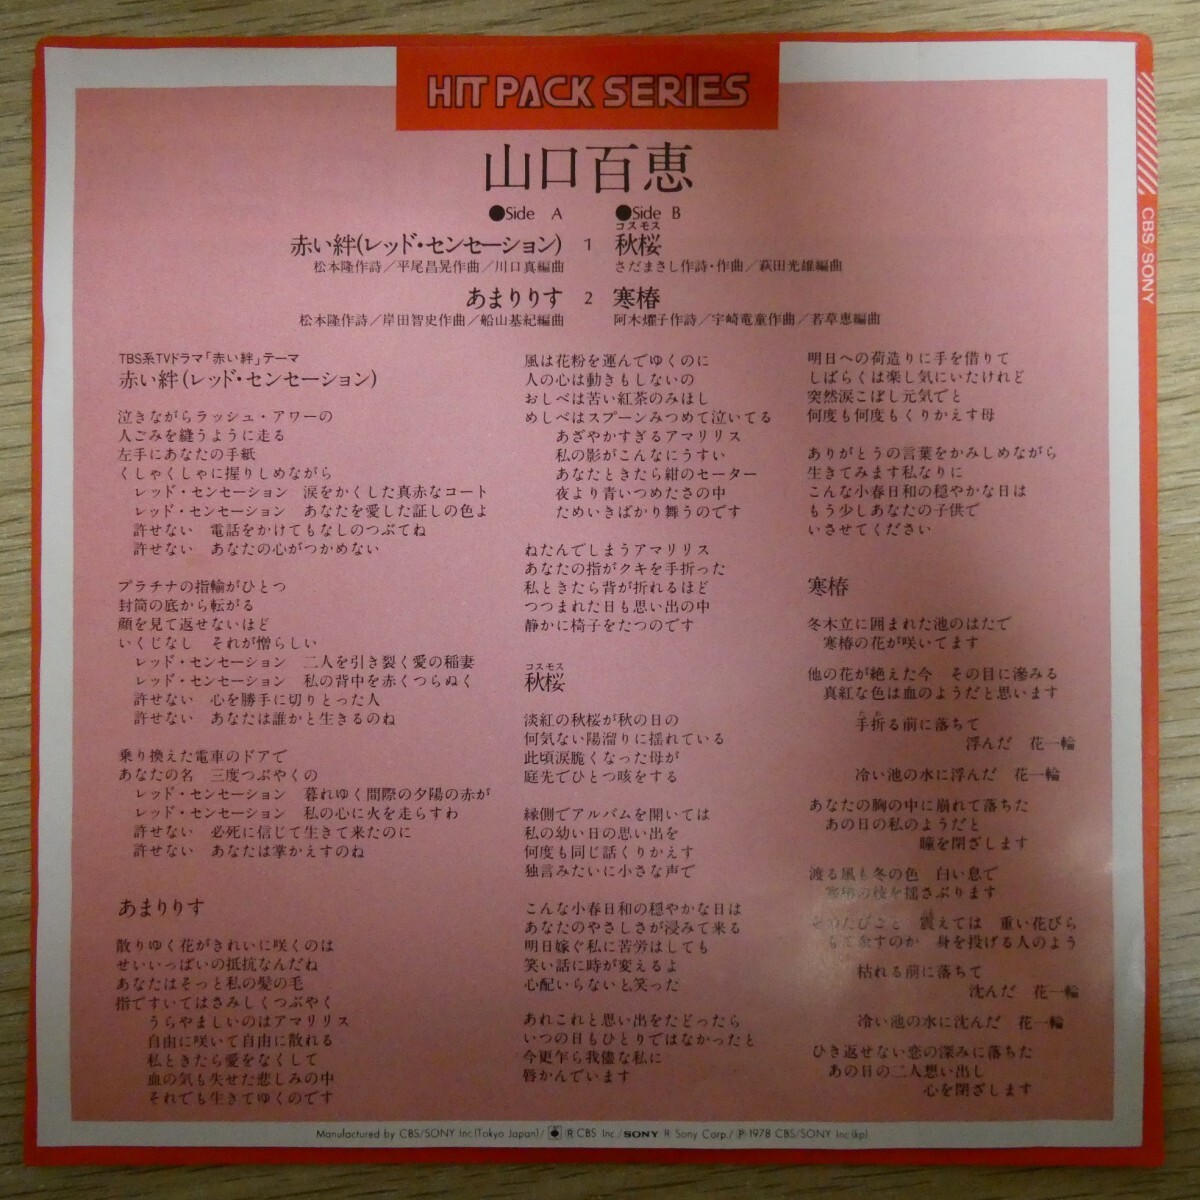 HIT PACK SERIES
山口百恵
●Side A
●Side B
赤い絆(レッド・センセーション) 1
松本隆作詩／平尾昌晃作曲／川口真編曲
あまりりす 2
松本隆作詩／岸田智史作曲／船山基紀編曲
コスモス
秋桜
さだまさし作詩・作曲／萩田光雄編曲
寒椿
阿木燿子作詩／宇崎竜童作曲／若草恵編曲
CBS/SONY
TBS系TVドラマ「赤い絆」テーマ
赤い絆(レッド・センセーション)
泣きながらラッシュ・アワーの
人ごみを縫うように走る
左手にあなたの手紙
くしゃくしゃに握りしめながら
レッド・センセーション 涙をかくした真赤なコート
レッド・センセーション あなたを愛した証しの色よ
許せない 電話をかけてもなしのつぶてね
許せない あなたの心がつかめない
プラチナの指輪がひとつ
封筒の底から転がる
顔を見て返せないほど
いくじなし それが憎らしい
レッド・センセーション 二人を引き裂く愛の稲妻
レッド・センセーション 私の背中を赤くつらぬく
許せない 心を勝手に切りとった人
許せない あなたは誰かと生きるのね
乗り換えた電車のドアで
あなたの名 三度つぶやくの
レッド・センセーション 暮れゆく間際の夕陽の赤が
レッド・センセーション 私の心に火を走らすわ
許せない 必死に信じて生きて来たのに
許せない あなたは掌かえすのね
あまりりす
散りゆく花がきれいに咲くのは
せいいっぱいの抵抗なんだね
あなたはそっと私の髪の毛
指ですいてはさみしくつぶやく
うらやましいのはアマリリス
自由に咲いて自由に散れる
私ときたら愛をなくして
血の気も失せた悲しみの中
それでも生きてゆくのです
風は花粉を運んでゆくのに
人の心は動きもしないの
おしべは苦い紅茶のみほし
めしべはスプーンみつめて泣いてる
あざやかすぎるアマリリス
私の影がこんなにうすい
あなたときたら紺のセーター
夜より青いつめたさの中
ためいきばかり舞うのです
ねたんでしまうアマリリス
あなたの指がクキを手折った
私ときたら背が折れるほど
つつまれた日も思い出の中
静かに椅子をたつのです
コスモス
秋桜
淡紅の秋桜が秋の日の
何気ない陽溜りに揺れている
此頃涙脆くなった母が
庭先でひとつ咳をする
縁側でアルバムを開いては
私の幼い日の思い出を
何度も同じ話くりかえす
独言みたいに小さな声で
こんな小春日和の穏やかな日は
あなたのやさしさが浸みて来る
明日嫁ぐ私に苦労はしても
笑い話に時が変えるよ
心配いらないと笑った
あれこれと思い出をたどったら
いつの日もひとりではなかったと
今更乍ら我儘な私に
唇かんでいます
明日への荷造りに手を借りて
しばらくは楽し気にいたけれど
突然涙こぼし元気でと
何度も何度もくりかえす母
ありがとうの言葉をかみしめながら
生きてみます私なりに
こんな小春日和の穏やかな日は
もう少しあなたの子供で
いさせてください
寒椿
冬木立に囲まれた池のはたで
寒椿の花が咲いてます
他の花が絶えた今 その目に滲みる
真紅な色は血のようだと思います
手折る前に落ちて
浮んだ 花一輪
冷い池の水に浮んだ 花一輪
あなたの胸の中に崩れて落ちた
あの日の私のようだと
瞳を閉ざします
渡る風も冬の色 白い息で
寒椿の枝を揺さぶります
そのたびごと 震えては 重い花びら
もて余すのか 身を投げる人のよう
枯れる前に落ちて
沈んだ 花一輪
冷い池の水に沈んだ 花一輪
ひき返せない恋の深みに落ちた
あの日の二人想い出し
心を閉ざします
Manufactured by CBS/SONY Inc.(Tokyo Japan)/ ® CBS Inc./SONY ® Sony Corp./Ⓟ1978 CBS/SONY Inc.(kp)